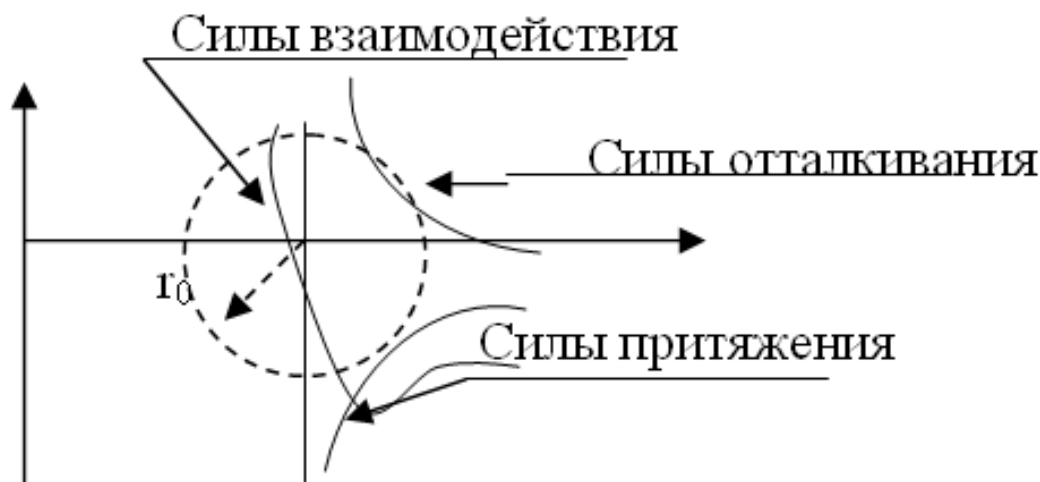 Силы взаимодействия
Силы отталкивания
r₀
Силы притяжения